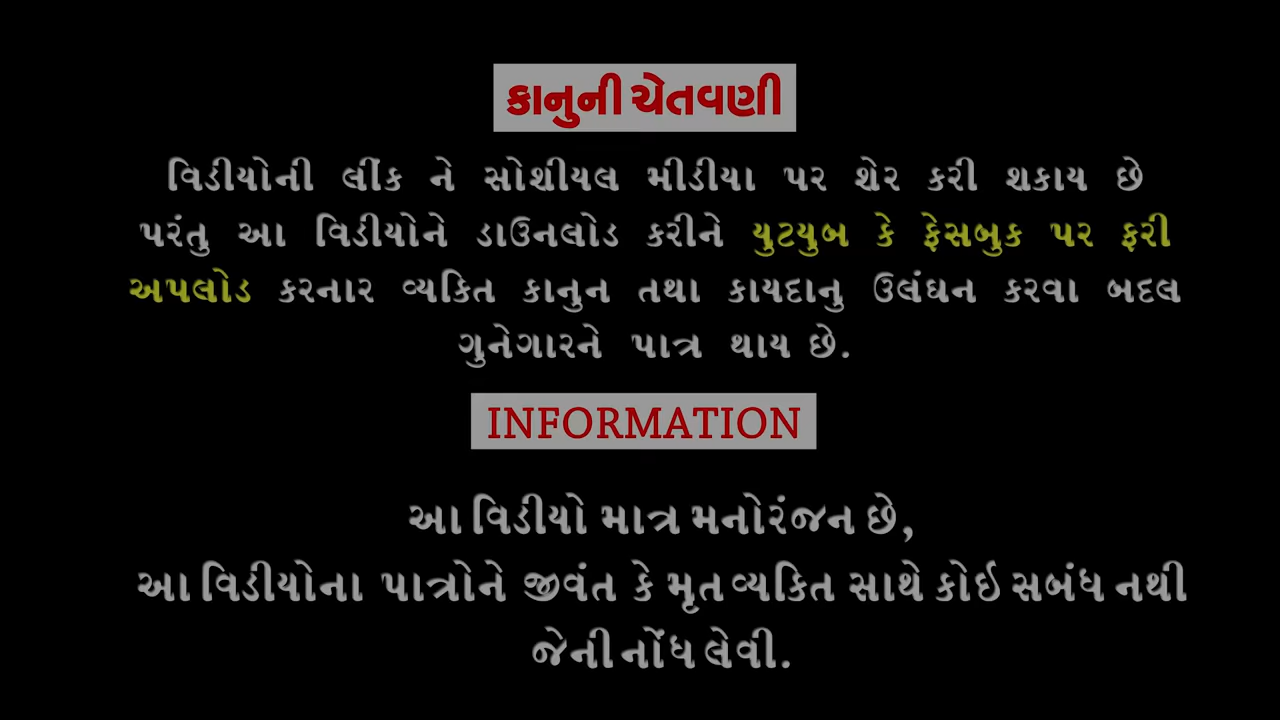 કાનુની ચેતવણી
વિડીયોની લીંક ને સોશીયલ મીડીયા પર શેર કરી શકાય છે
પરંતુ આ વિડીયોને ડાઉનલોડ કરીને યુટયુબ કે ફેસબુક પર ફરી
અપલોડ કરનાર વ્યકિત કાનુન તથા કાયદાનુ ઉલંઘન કરવા બદલ
ગુનેગારને પાત્ર થાય છે.
INFORMATION
આ વિડીયો માત્ર મનોરંજન છે,
આ વિડીયોના પાત્રોને જીવંત કે મૃત વ્યકિત સાથે કોઇ સબંધ નથી
જેની નોંધ લેવી.